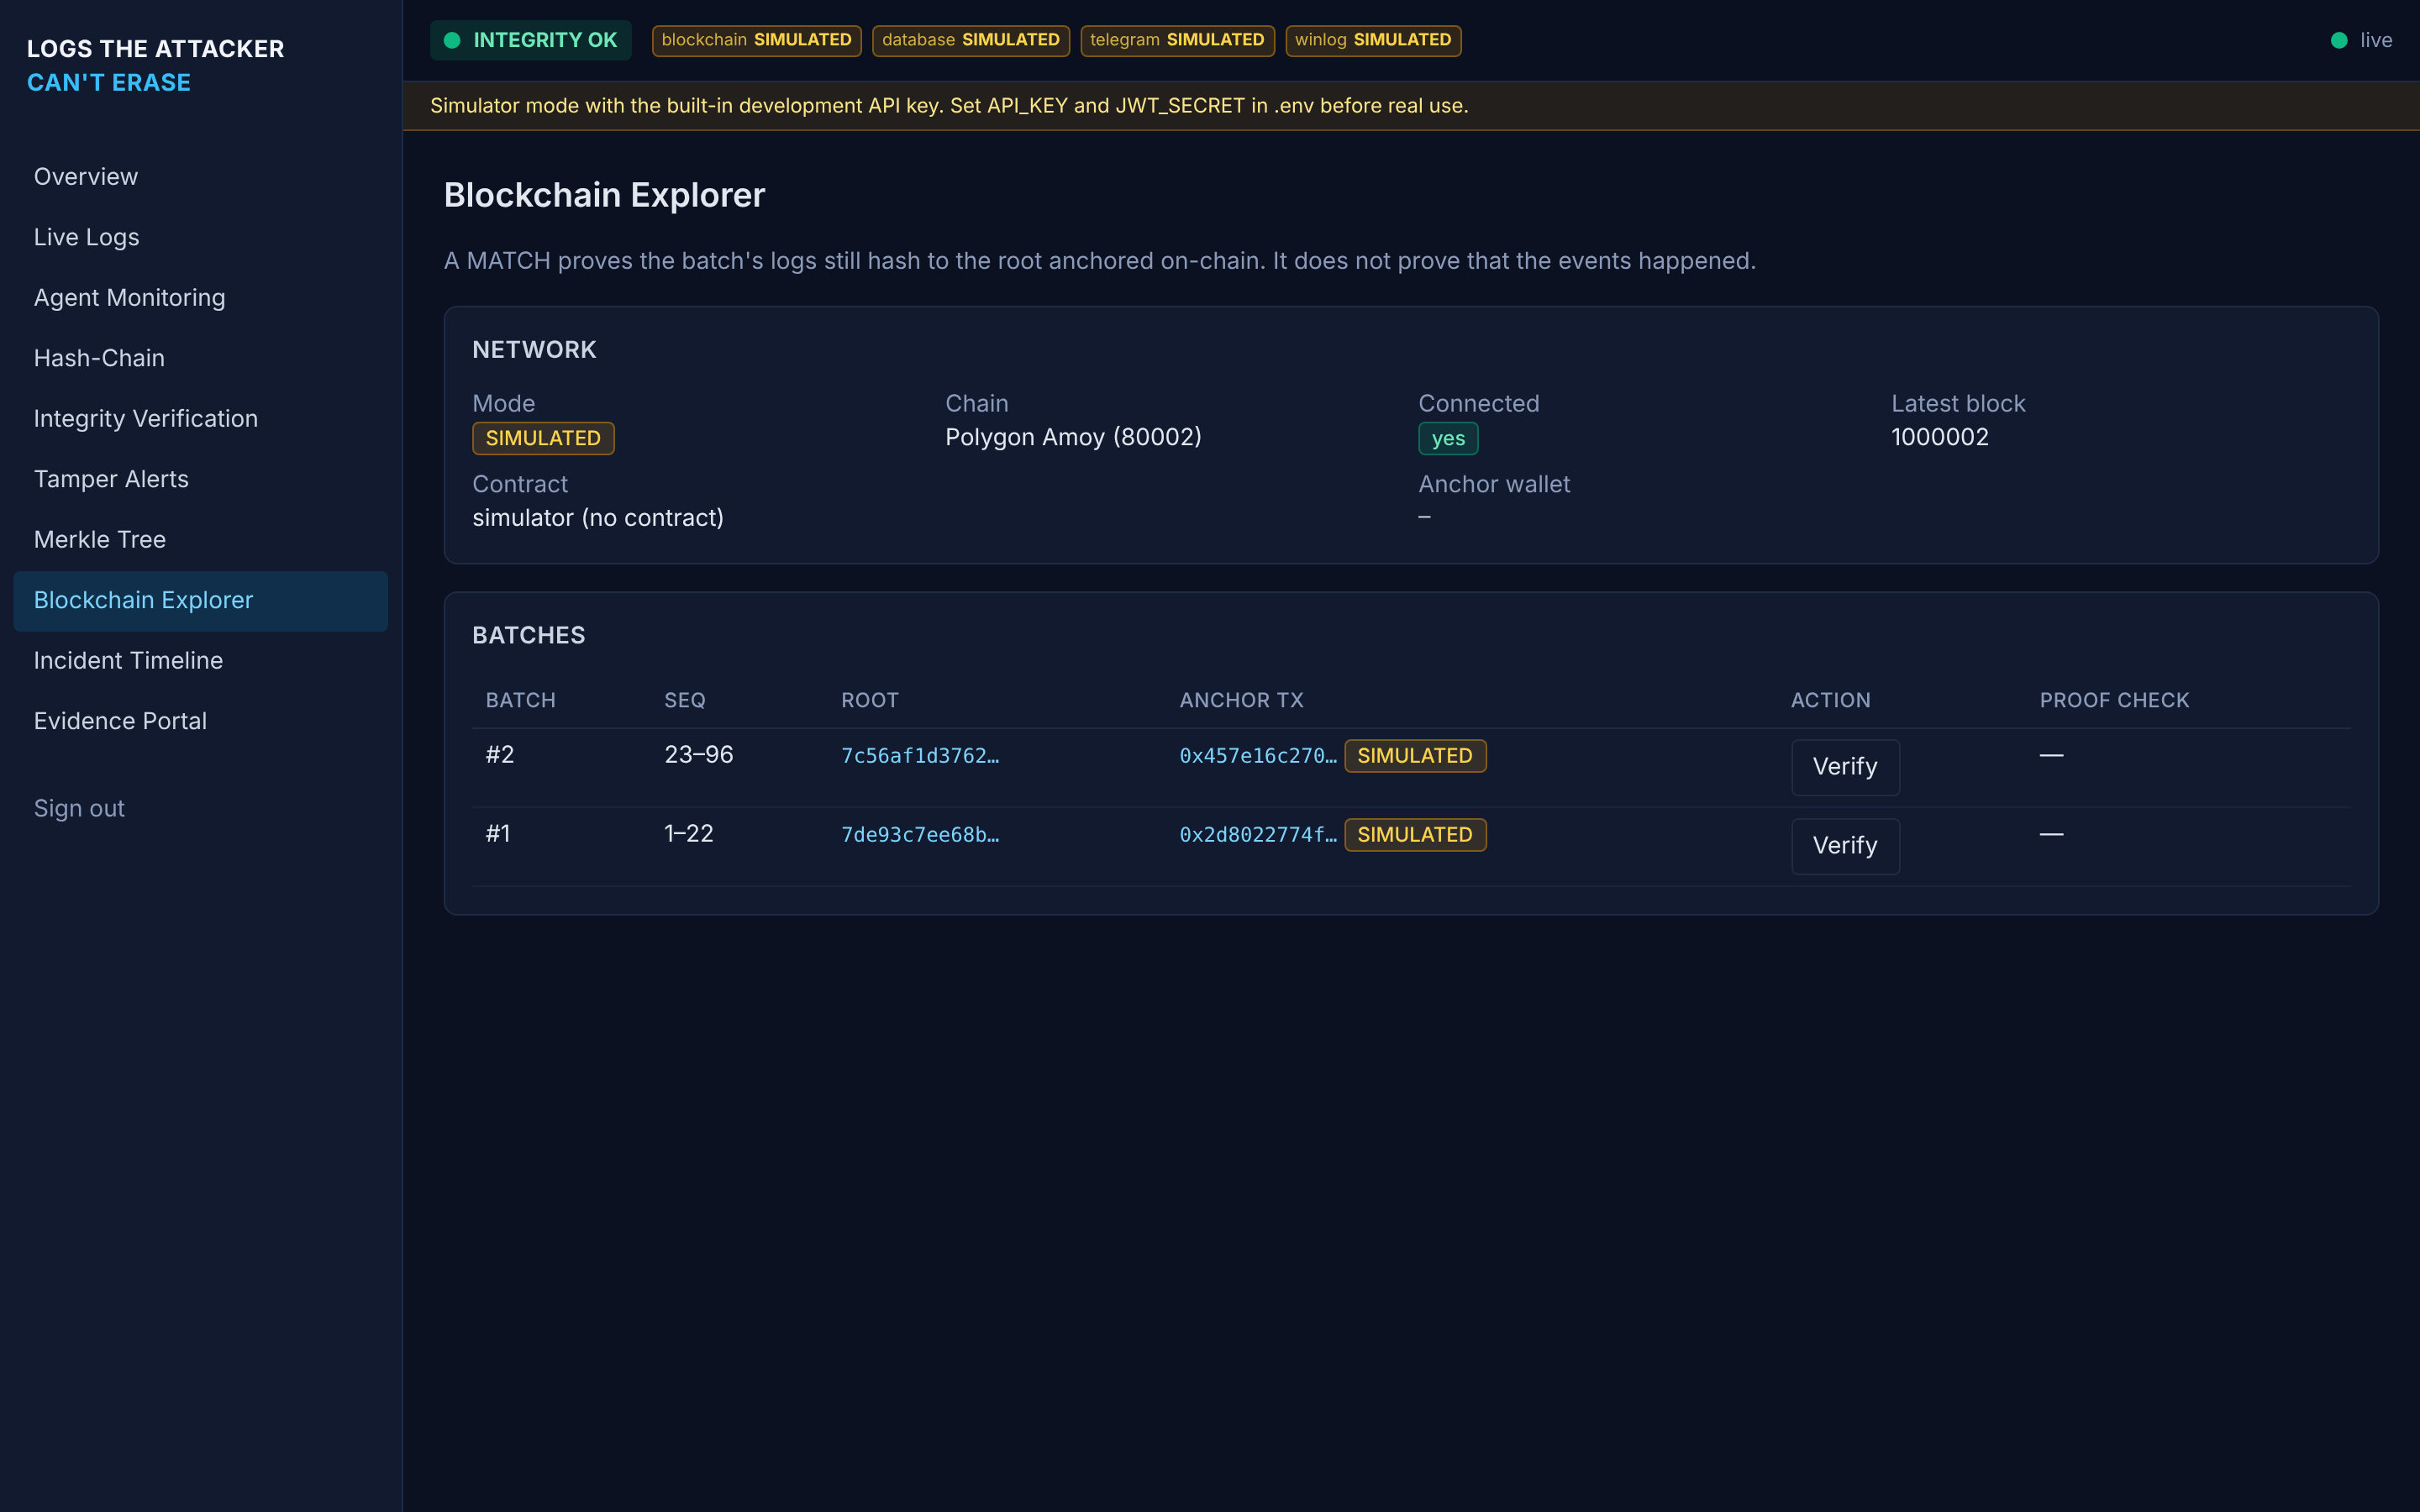 LOGS THE ATTACKER
CAN'T ERASE
Overview
Live Logs
Agent Monitoring
Hash-Chain
Integrity Verification
Tamper Alerts
Merkle Tree
Blockchain Explorer
Incident Timeline
Evidence Portal
Sign out
INTEGRITY OK blockchain SIMULATED database SIMULATED telegram SIMULATED winlog SIMULATED live
Simulator mode with the built-in development API key. Set API_KEY and JWT_SECRET in .env before real use.
Blockchain Explorer
A MATCH proves the batch's logs still hash to the root anchored on-chain. It does not prove that the events happened.
NETWORK
Mode Chain Connected Latest block
SIMULATED Polygon Amoy (80002) yes 1000002
Contract Anchor wallet
simulator (no contract) –
BATCHES
BATCH SEQ ROOT ANCHOR TX ACTION PROOF CHECK
#2 23–96 7c56af1d3762… 0x457e16c270… SIMULATED Verify —
#1 1–22 7de93c7ee68b… 0x2d8022774f… SIMULATED Verify —